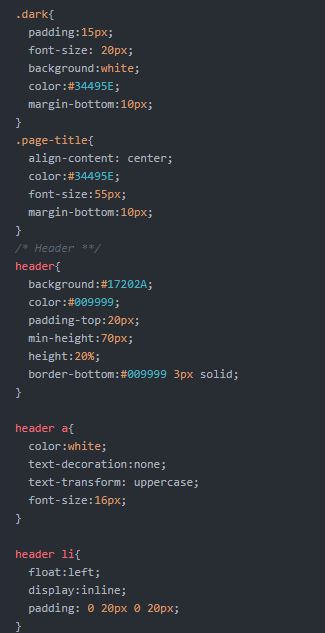 .dark{
  padding:15px;
  font-size: 20px;
  background:white;
  color:#34495E;
  margin-bottom:10px;
}
.page-title{
  align-content: center;
  color:#34495E;
  font-size:55px;
  margin-bottom:10px;
}
/* Header **/
header{
  background:#17202A;
  color:#009999;
  padding-top:20px;
  min-height:70px;
  height:20%;
  border-bottom:#009999 3px solid;
}

header a{
  color:white;
  text-decoration:none;
  text-transform: uppercase;
  font-size:16px;
}

header li{
  float:left;
  display:inline;
  padding: 0 20px 0 20px;
}